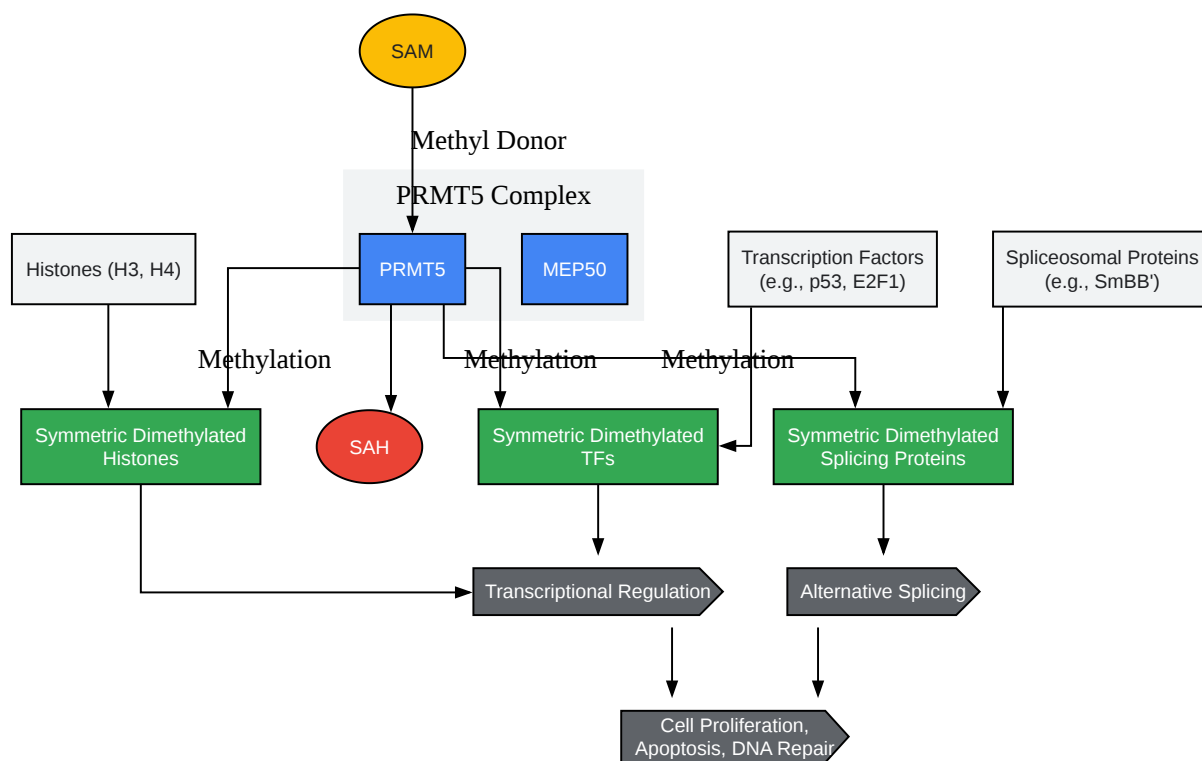 SAM
Methyl Donor
PRMT5 Complex
Histones (H3, H4)
PRMT5
MEP50
Transcription Factors
(e.g., p53, E2F1)
Spliceosomal Proteins
(e.g., SmBB')
Methylation
Methylation
Methylation
Symmetric Dimethylated
Histones
SAH
Symmetric Dimethylated
TFs
Symmetric Dimethylated
Splicing Proteins
Transcriptional Regulation
Alternative Splicing
Cell Proliferation,
Apoptosis, DNA Repair